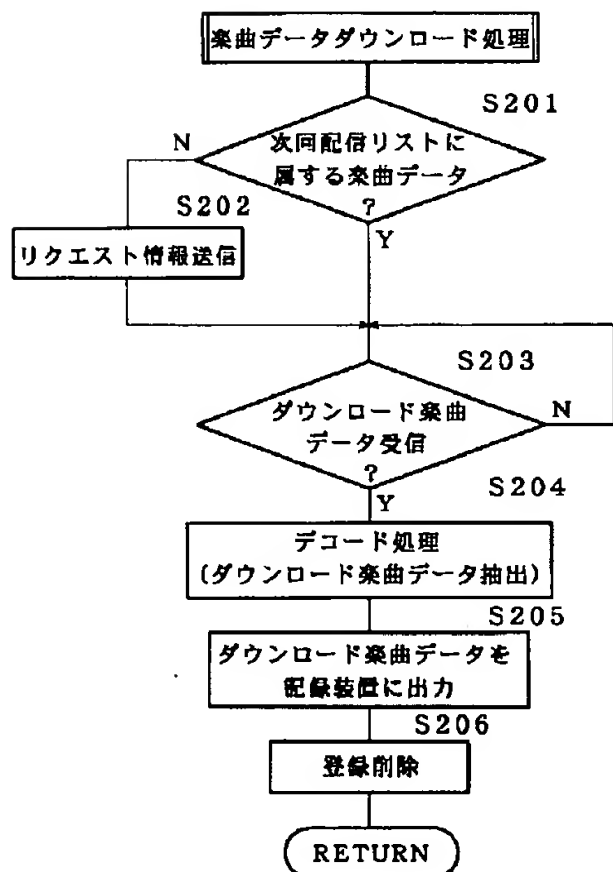 楽曲データダウンロード処理
S201
N
次回配信リストに
属する楽曲データ
?
S202
Y
リクエスト情報送信
S203
ダウンロード楽曲
データ受信
?
N
S204
Y
デコード処理
(ダウンロード楽曲データ抽出)
S205
ダウンロード楽曲データを
記録装置に出力
S206
登録削除
RETURN